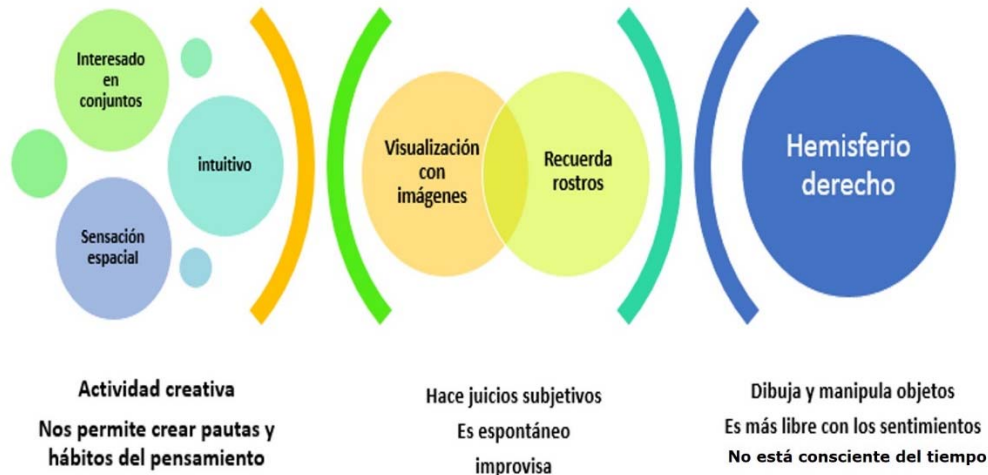 Interesado
en
conjuntos
intuitivo
Sensación
espacial
Visualización
con
imágenes
Recuerda
rostros
Hemisferio
derecho
Actividad creativa
Nos permite crear pautas y
hábitos del pensamiento
Hace juicios subjetivos
Es espontáneo
improvisa
Dibuja y manipula objetos
Es más libre con los sentimientos
No está consciente del tiempo